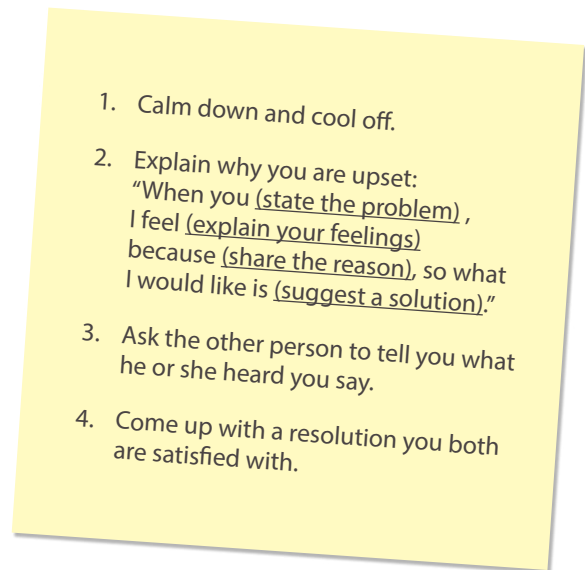 1. Calm down and cool off.
2. Explain why you are upset:
“When you (state the problem) ,
I feel (explain your feelings)
because (share the reason), so what
I would like is (suggest a solution).”
3. Ask the other person to tell you what
he or she heard you say.
4. Come up with a resolution you both
are satisfied with.